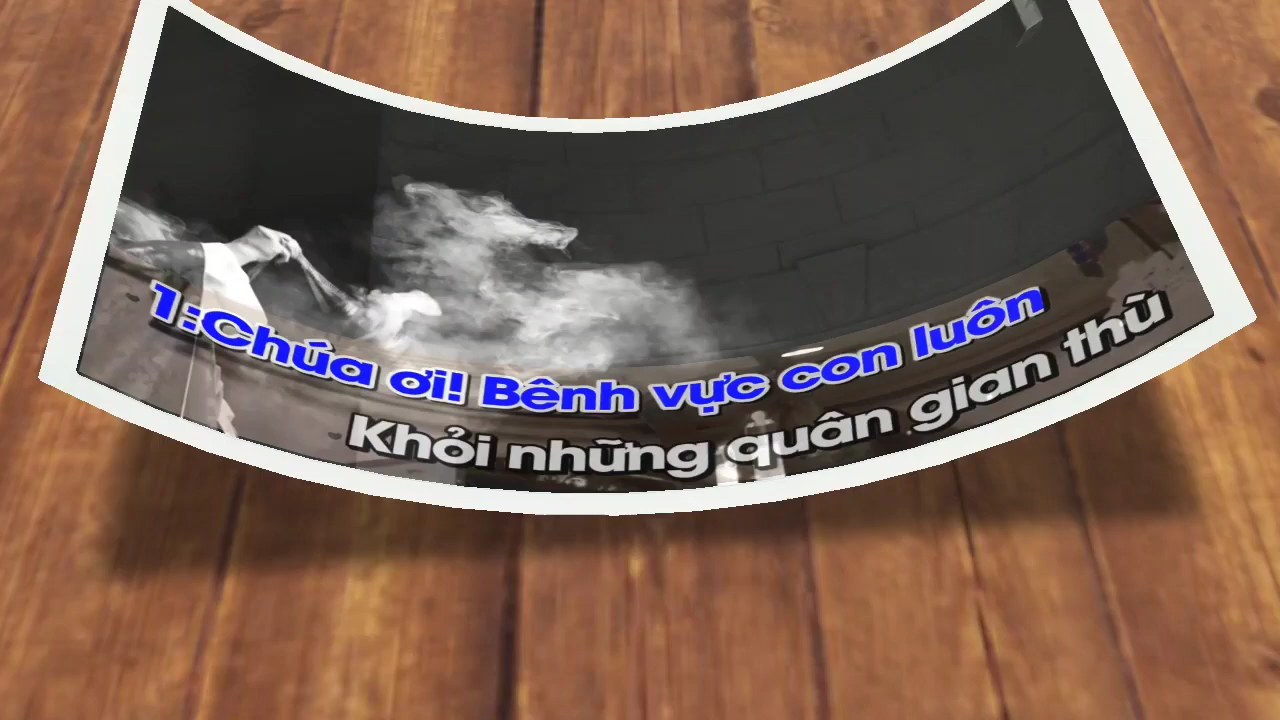 1:Chúa ơi! Bênh vực con luôn
Khỏi những quân gian thù